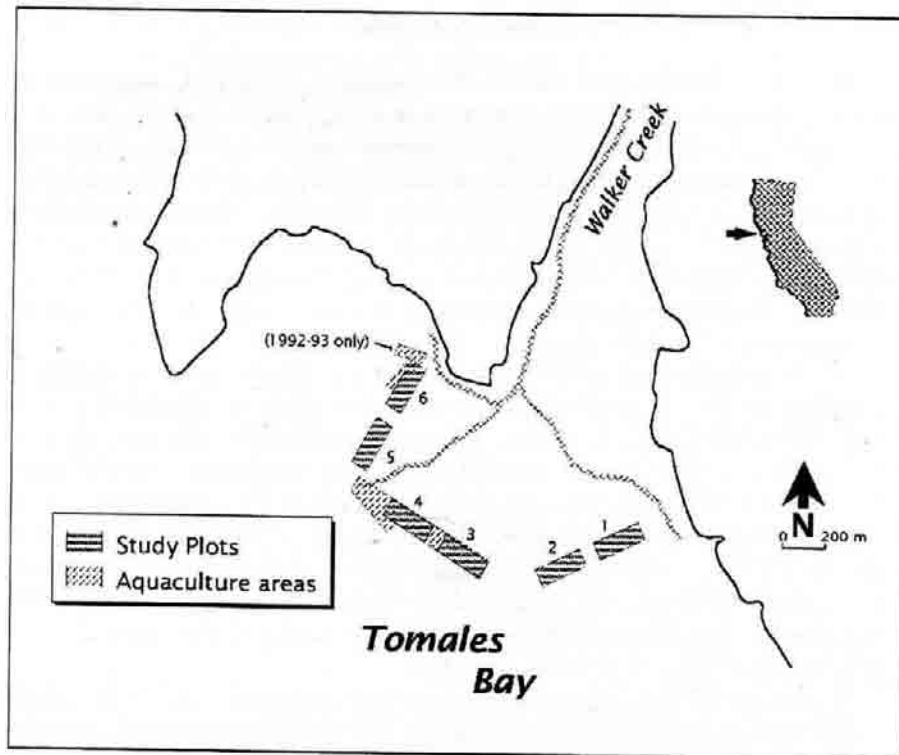 Walker Creek
(1992-93 only)
6
5
4
3
2
1
N
0 200 m
Study Plots
Aquaculture areas
Tomales
Bay